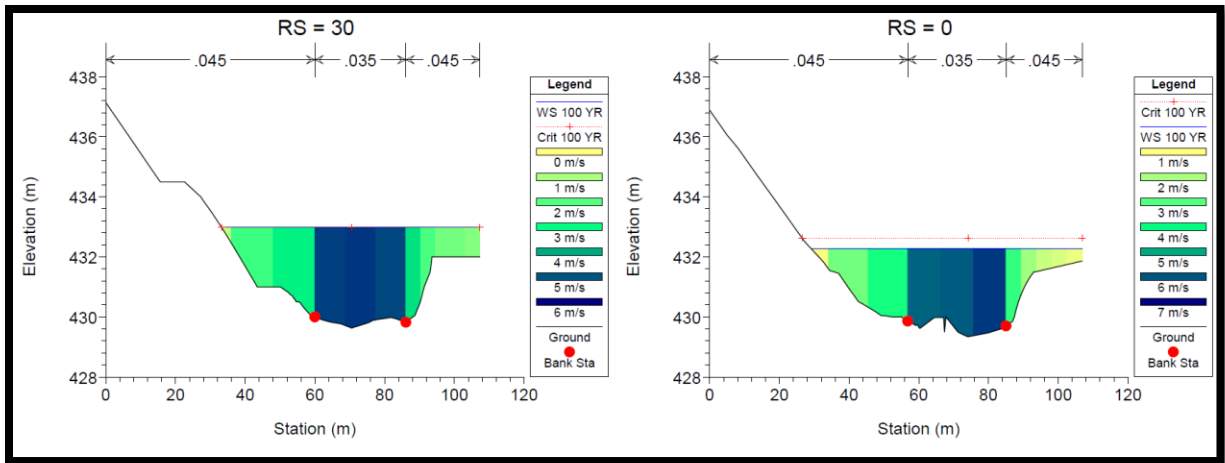 RS = 30
.045 .035 .045
438
436
434
432
430
428
Elevation (m)
0 20 40 60 80 100 120
Station (m)
Legend
WS 100 YR
Crit 100 YR
0 m/s
1 m/s
2 m/s
3 m/s
4 m/s
5 m/s
6 m/s
Ground
Bank Sta
RS = 0
.045 .035 .045
438
436
434
432
430
428
Elevation (m)
0 20 40 60 80 100 120
Station (m)
Legend
Crit 100 YR
WS 100 YR
1 m/s
2 m/s
3 m/s
4 m/s
5 m/s
6 m/s
7 m/s
Ground
Bank Sta